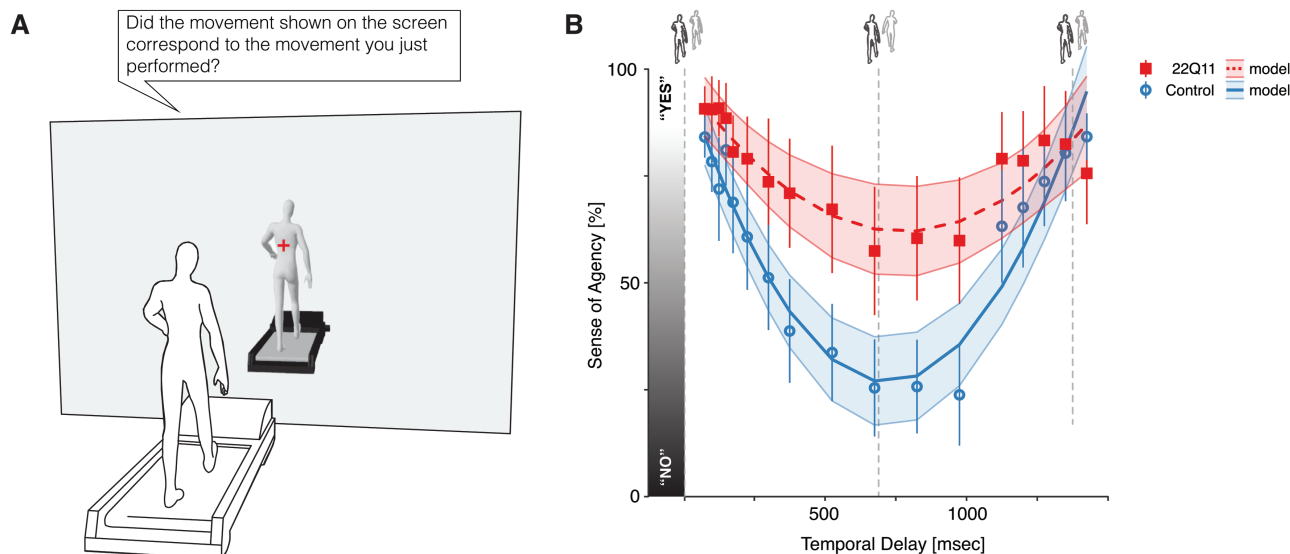 A
Did the movement shown on the screen
correspond to the movement you just
performed?
B
22Q11 model
Control model
100
50
0
"YES"
"NO"
Sense of Agency [%]
500
1000
Temporal Delay [msec]